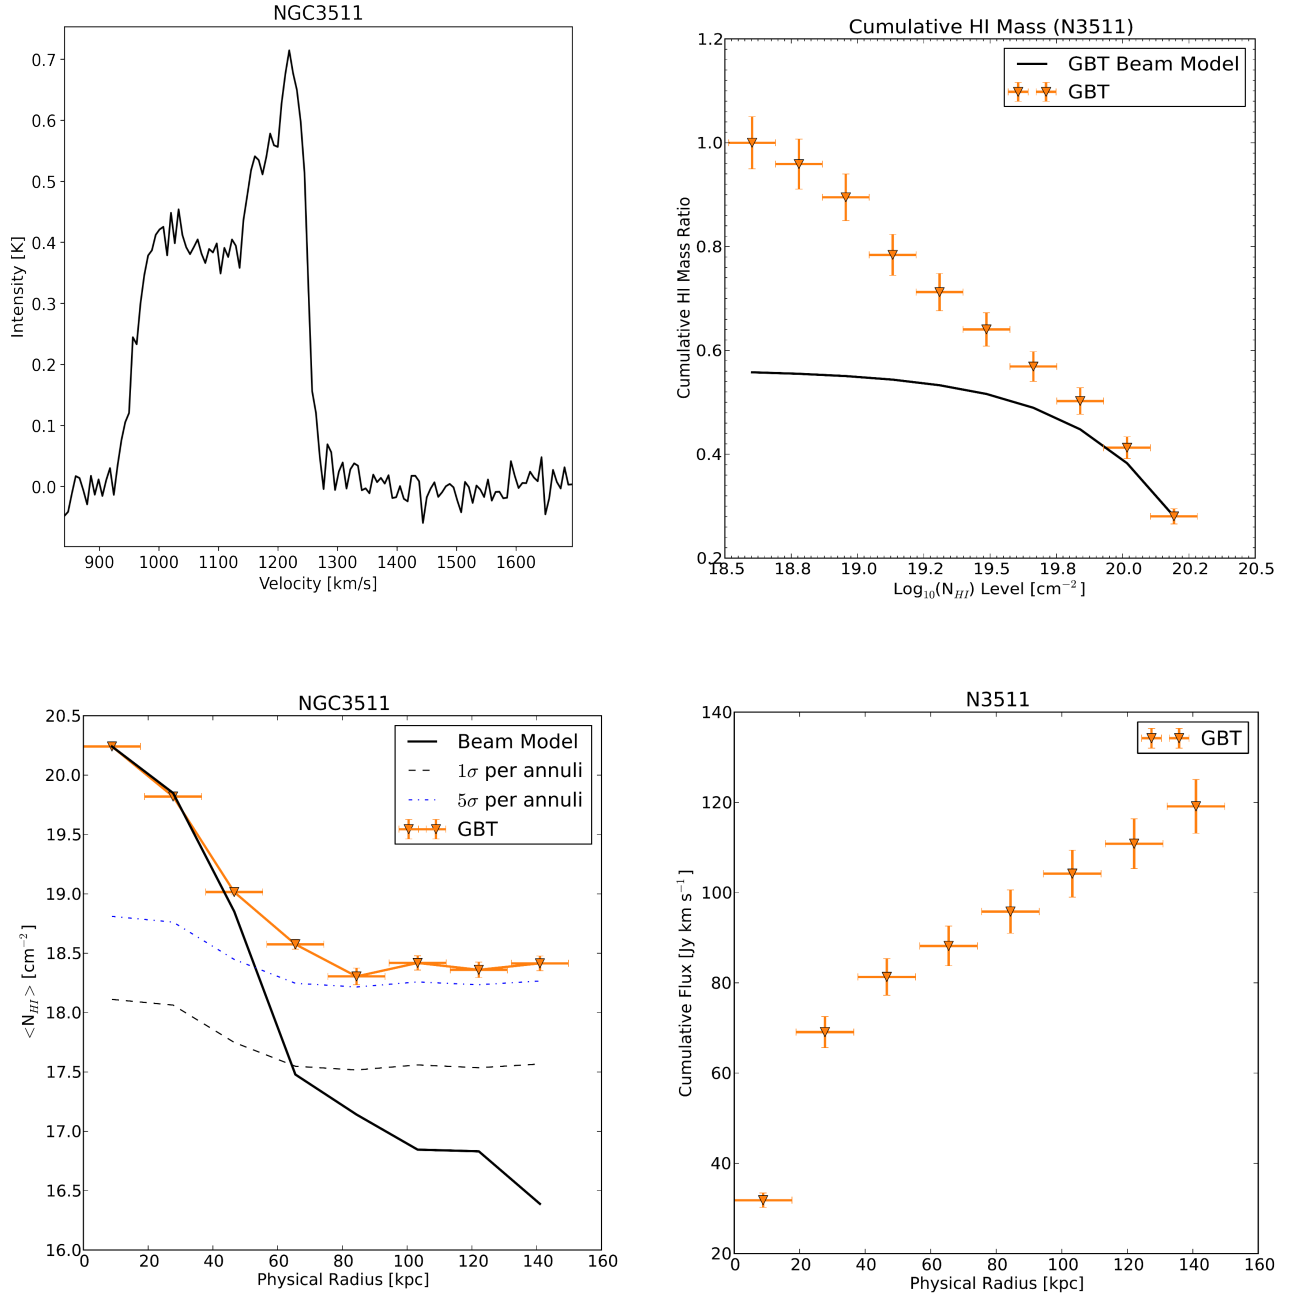 NGC3511
0.7
0.6
0.5
0.4
0.3
0.2
0.1
0.0
Intensity [K]
900 1000 1100 1200 1300 1400 1500 1600
Velocity [km/s]
Cumulative HI Mass (N3511)
GBT Beam Model
GBT
1.2
1.0
0.8
0.6
0.4
0.2
Cumulative HI Mass Ratio
18.5 18.8 19.0 19.2 19.5 19.8 20.0 20.2 20.5
Log₁₀(N_HI) Level [cm⁻²]
NGC3511
Beam Model
1σ per annuli
5σ per annuli
GBT
20.5
20.0
19.5
19.0
18.5
18.0
17.5
17.0
16.5
16.0
<N_HI> [cm⁻²]
0 20 40 60 80 100 120 140 160
Physical Radius [kpc]
N3511
GBT
140
120
100
80
60
40
20
Cumulative Flux [Jy km s⁻¹]
0 20 40 60 80 100 120 140 160
Physical Radius [kpc]